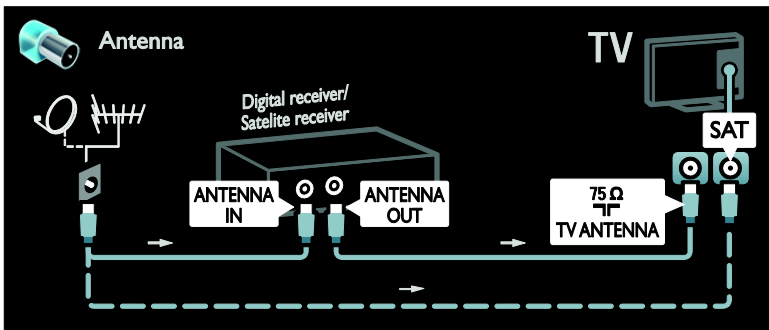 Antenna
TV
Digital receiver/
Satelite receiver
SAT
ANTENNA
IN
ANTENNA
OUT
75 Ω
TV ANTENNA